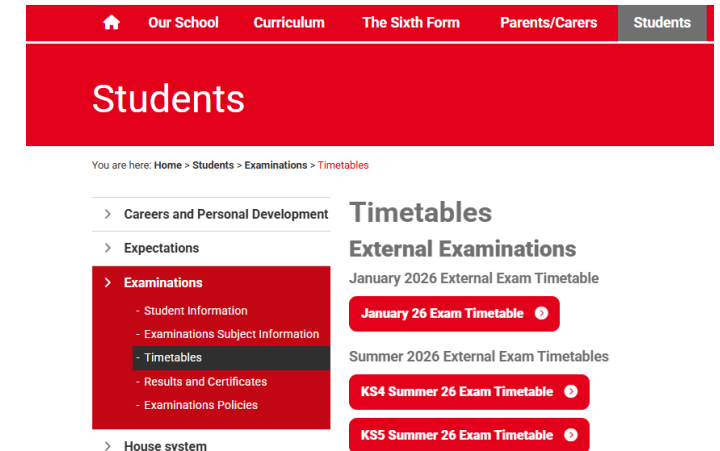 Our School Curriculum The Sixth Form Parents/Carers Students
Students
You are here: Home > Students > Examinations > Timetables
Careers and Personal Development
Expectations
Examinations
- Student Information
- Examinations Subject Information
- Timetables
- Results and Certificates
- Examinations Policies
House system
Timetables
External Examinations
January 2026 External Exam Timetable
January 26 Exam Timetable
Summer 2026 External Exam Timetables
KS4 Summer 26 Exam Timetable
KS5 Summer 26 Exam Timetable